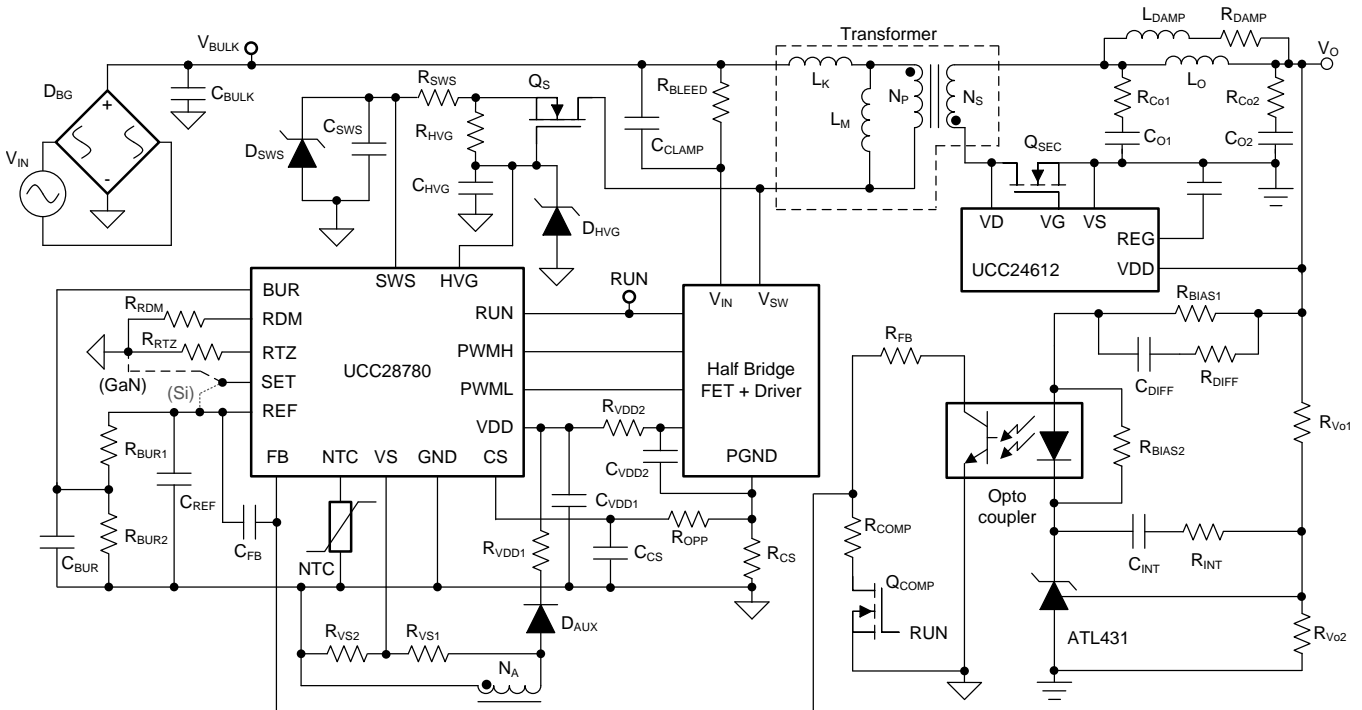 Transformer
LDAMP
RDAMP
VO
VBULK
LK
LO
DBG
CBULK
RSWS
QS
RBLEED
NP
NS
RCo1
RCo2
LM
CSWS
RHVG
CCLAMP
CO1
CO2
DSWS
QSEC
VIN
CHVG
DHVG
VD
VG
VS
REG
UCC24612
VDD
SWS
HVG
RUN
VIN
VSW
BUR
RDM
RTZ
SET
REF
RUN
PWMH
PWML
VDD
UCC28780
RRDM
RRTZ
(GaN)
(Si)
Half Bridge
FET + Driver
PGND
RFB
RBIAS1
CDIFF
RDIFF
RVDD2
CVDD2
FB
NTC
VS
GND
CS
RBUR1
RBUR2
CREF
CBUR
CFB
NTC
CVDD1
RVDD1
CCS
ROPP
RCS
RBIAS2
RVo1
Opto
coupler
RCOMP
CINT
RINT
QCOMP
RUN
ATL431
RVo2
DAUX
RVS2
RVS1
NA